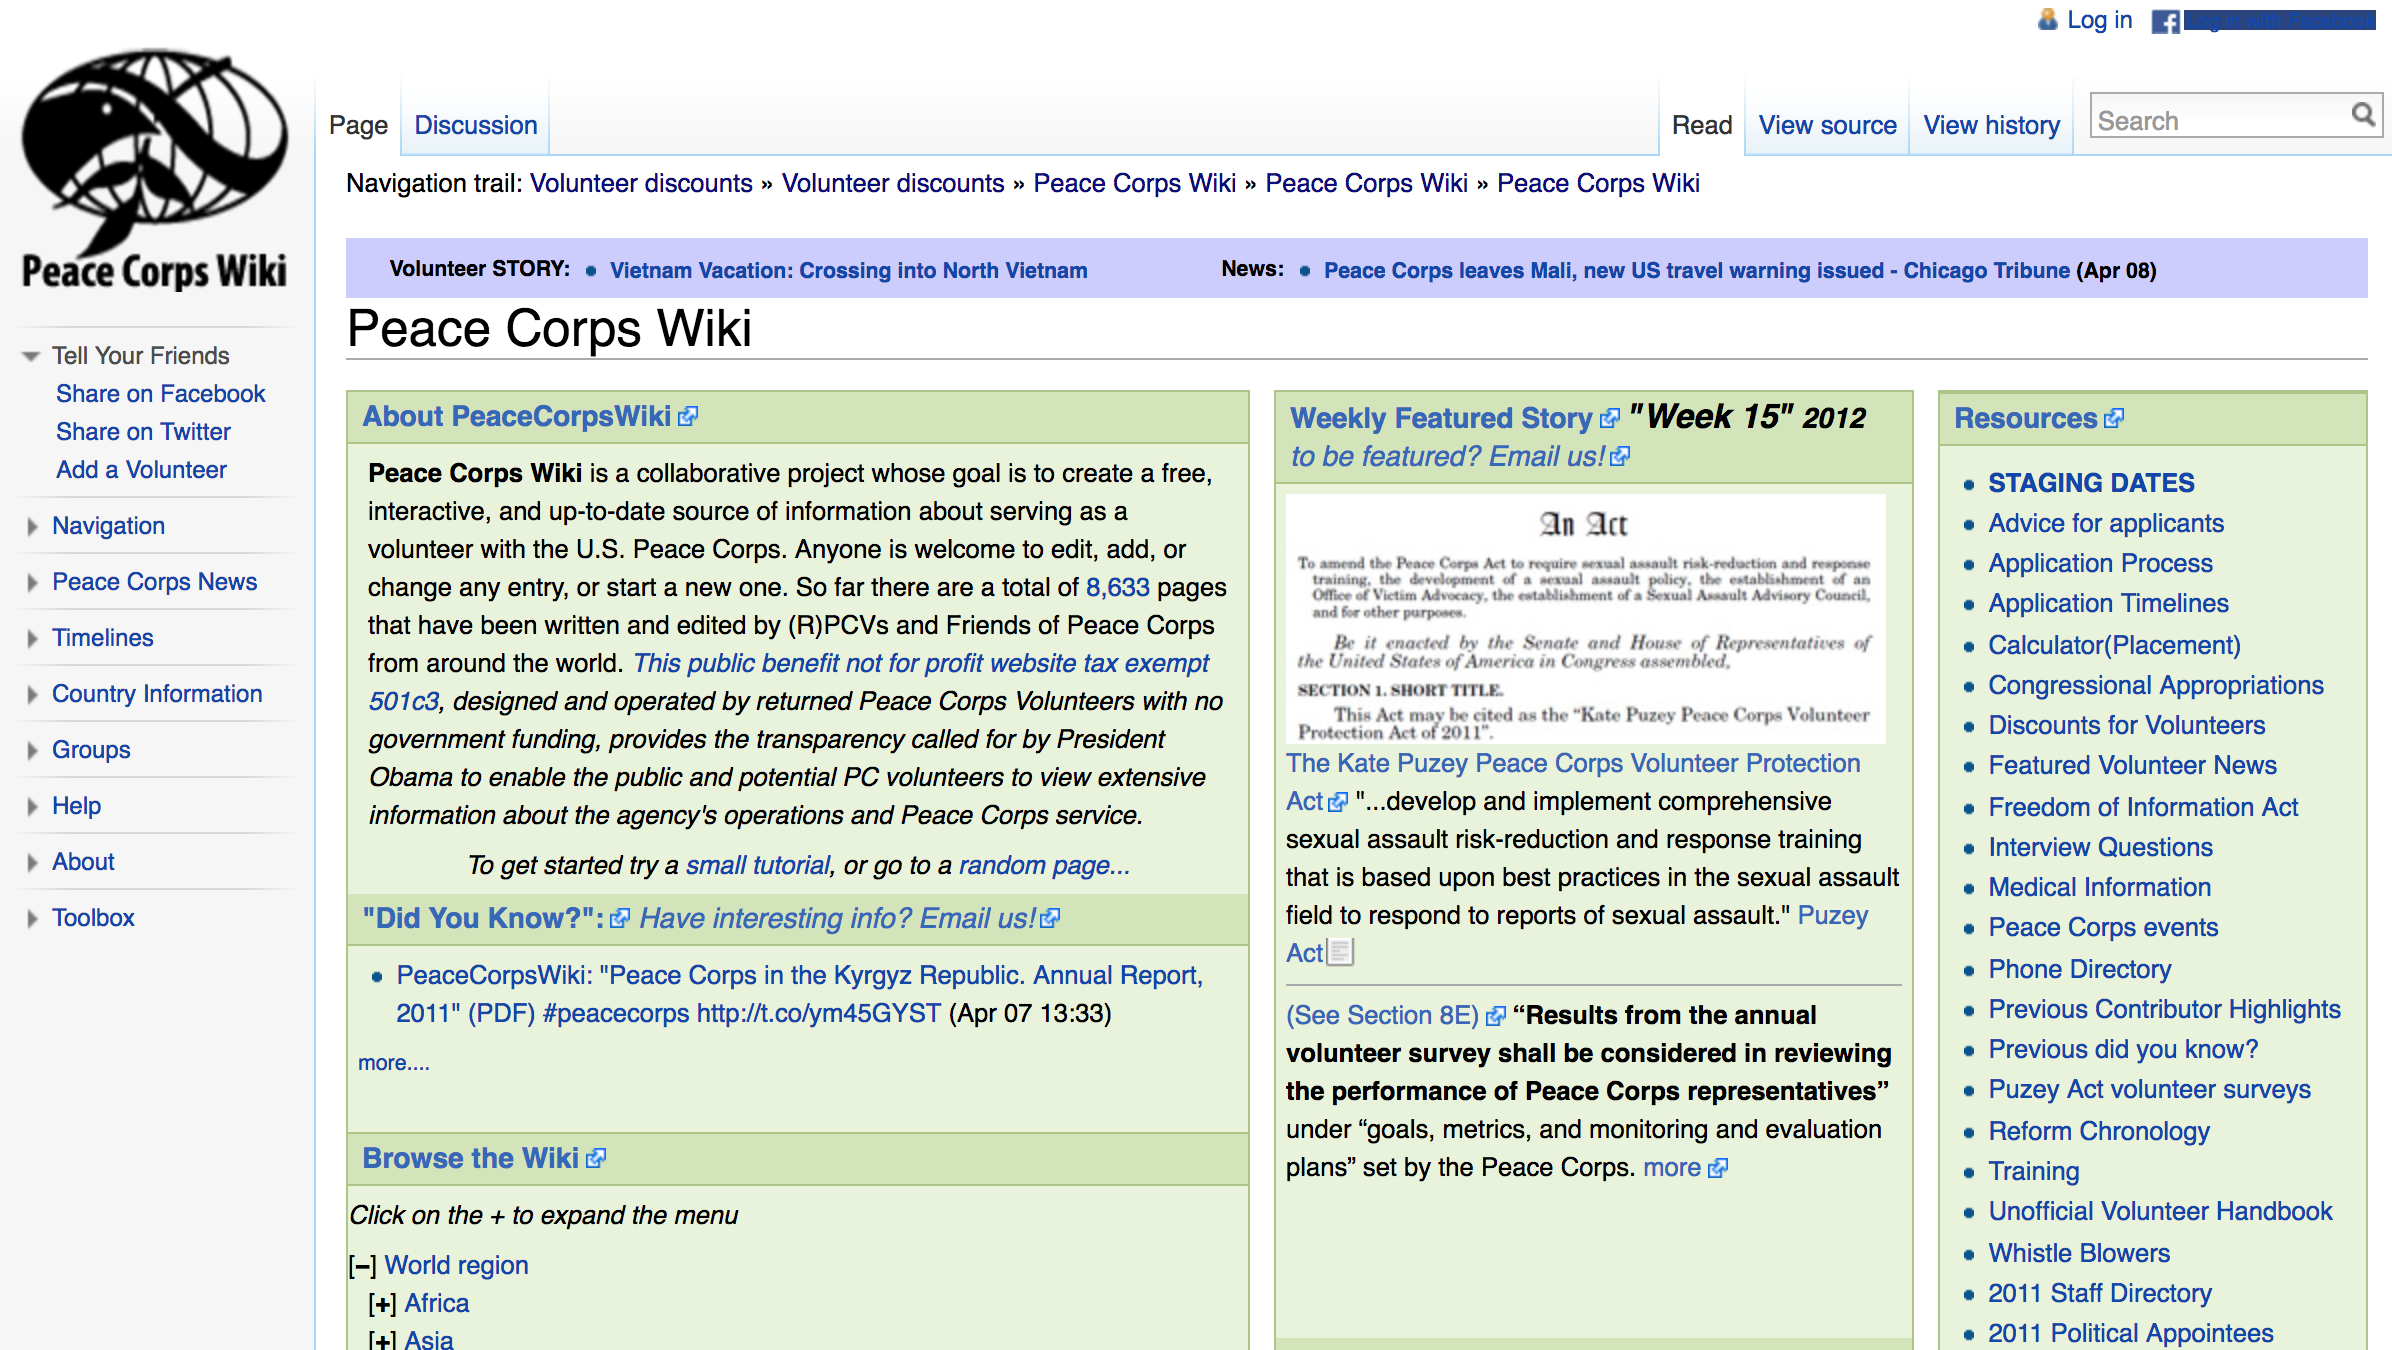 Log in
Log in with Facebook
Peace Corps Wiki
Page
Discussion
Read
View source
View history
Search
Navigation trail: Volunteer discounts » Volunteer discounts » Peace Corps Wiki » Peace Corps Wiki » Peace Corps Wiki
Volunteer STORY: • Vietnam Vacation: Crossing into North Vietnam
News: • Peace Corps leaves Mali, new US travel warning issued - Chicago Tribune (Apr 08)
Peace Corps Wiki
Tell Your Friends
Share on Facebook
Share on Twitter
Add a Volunteer
Navigation
Peace Corps News
Timelines
Country Information
Groups
Help
About
Toolbox
About PeaceCorpsWiki
Peace Corps Wiki is a collaborative project whose goal is to create a free,
interactive, and up-to-date source of information about serving as a
volunteer with the U.S. Peace Corps. Anyone is welcome to edit, add, or
change any entry, or start a new one. So far there are a total of 8,633 pages
that have been written and edited by (R)PCVs and Friends of Peace Corps
from around the world. This public benefit not for profit website tax exempt
501c3, designed and operated by returned Peace Corps Volunteers with no
government funding, provides the transparency called for by President
Obama to enable the public and potential PC volunteers to view extensive
information about the agency's operations and Peace Corps service.
To get started try a small tutorial, or go to a random page...
"Did You Know?": Have interesting info? Email us!
• PeaceCorpsWiki: "Peace Corps in the Kyrgyz Republic. Annual Report,
2011" (PDF) #peacecorps http://t.co/ym45GYST (Apr 07 13:33)
more....
Browse the Wiki
Click on the + to expand the menu
[−] World region
[+] Africa
[+] Asia
Weekly Featured Story "Week 15" 2012
to be featured? Email us!
An Act
To amend the Peace Corps Act to require sexual assault risk-reduction and response
training, the development of a sexual assault policy, the establishment of an
Office of Victim Advocacy, the establishment of a Sexual Assault Advisory Council,
and for other purposes.
Be it enacted by the Senate and House of Representatives of
the United States of America in Congress assembled,
SECTION 1. SHORT TITLE.
This Act may be cited as the "Kate Puzey Peace Corps Volunteer
Protection Act of 2011".
The Kate Puzey Peace Corps Volunteer Protection
Act "...develop and implement comprehensive
sexual assault risk-reduction and response training
that is based upon best practices in the sexual assault
field to respond to reports of sexual assault." Puzey
Act
(See Section 8E) “Results from the annual
volunteer survey shall be considered in reviewing
the performance of Peace Corps representatives”
under “goals, metrics, and monitoring and evaluation
plans” set by the Peace Corps. more
Resources
• STAGING DATES
• Advice for applicants
• Application Process
• Application Timelines
• Calculator(Placement)
• Congressional Appropriations
• Discounts for Volunteers
• Featured Volunteer News
• Freedom of Information Act
• Interview Questions
• Medical Information
• Peace Corps events
• Phone Directory
• Previous Contributor Highlights
• Previous did you know?
• Puzey Act volunteer surveys
• Reform Chronology
• Training
• Unofficial Volunteer Handbook
• Whistle Blowers
• 2011 Staff Directory
• 2011 Political Appointees